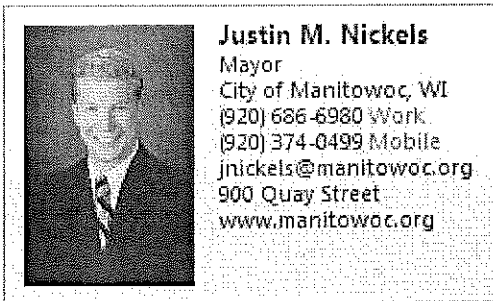 Justin M. Nickels
Mayor
City of Manitowoc, WI
(920) 686-6980 Work
(920) 374-0499 Mobile
jnickels@manitowoc.org
900 Quay Street
www.manitowoc.org